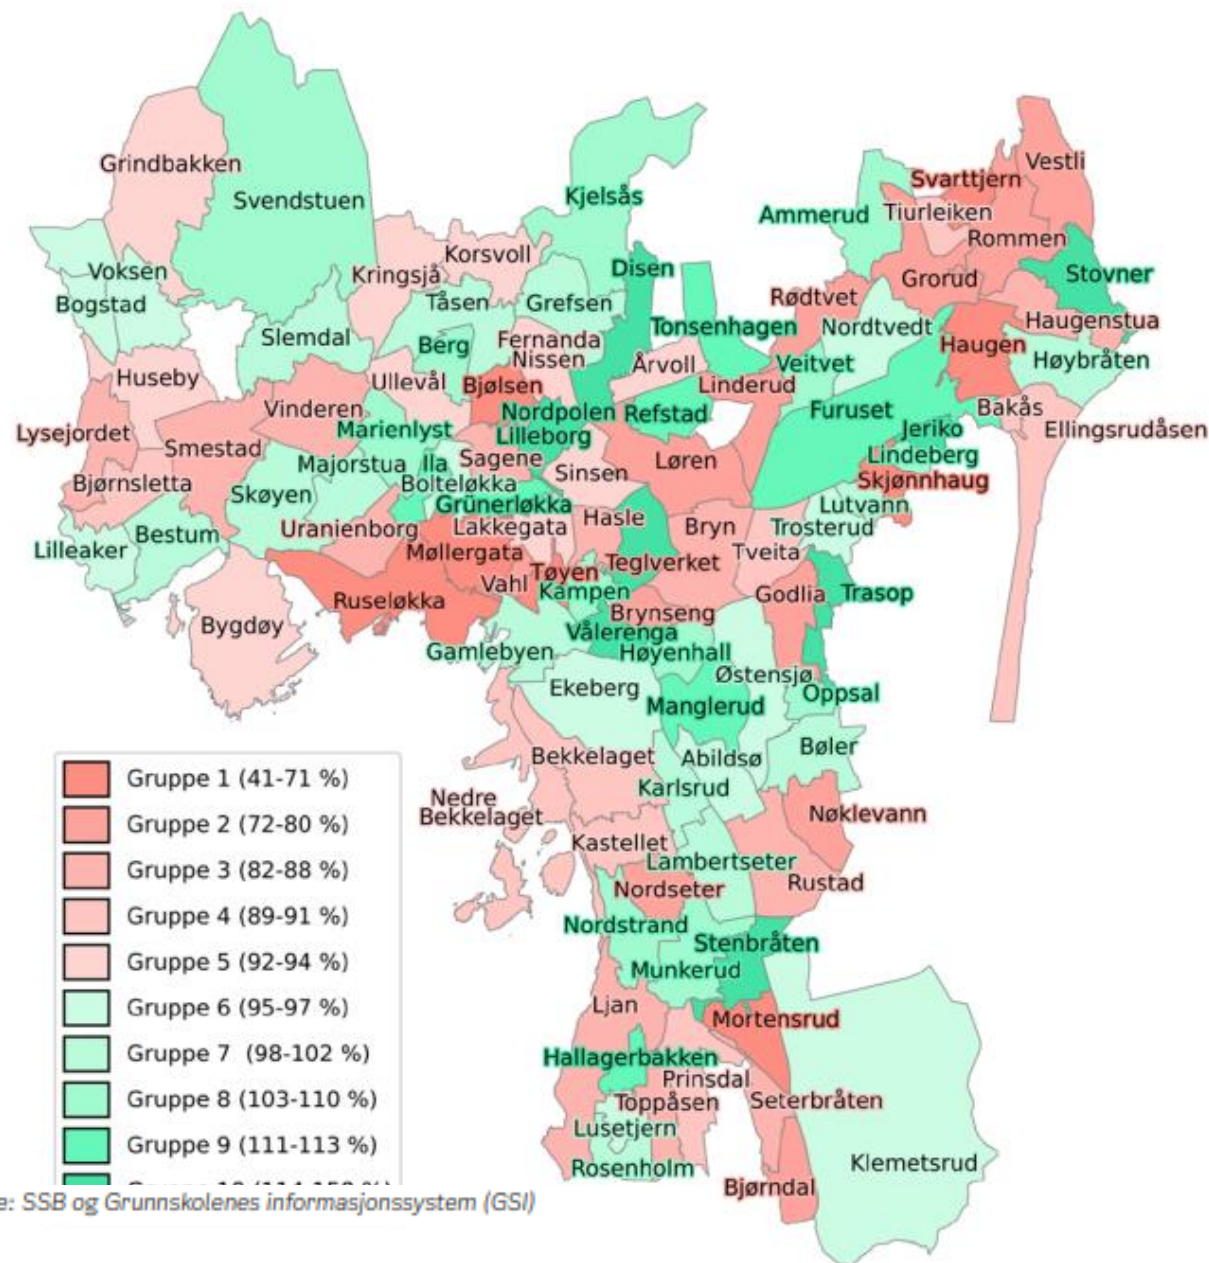 Grindbakken
Svendstuen
Kjelsås
Vestli
Svarttjern
Ammerud
Tiurleiken
Rommen
Korsvoll
Kringsjå
Voksen
Bogstad
Disen
Stovner
Grorud
Rødtvet
Tåsen
Grefsen
Tonsenhagen
Nordtvedt
Haugenstua
Slemdal
Berg
Fernanda
Nissen
Årvoll
Veitvet
Haugen
Høybråten
Huseby
Ullevål
Bjølsen
Linderud
Vinderen
Nordpolen
Refstad
Furuset
Bakås
Lysejordet
Marienlyst
Lilleborg
Jeriko
Ellingsrudåsen
Smestad
Majorstua
Ila
Sagene
Sinsen
Løren
Lindeberg
Bjørnsletta
Skøyen
Bolteløkka
Skjønnhaug
Grünerløkka
Lutvann
Uranienborg
Lakkegata
Hasle
Bryn
Trosterud
Lilleaker
Bestum
Møllergata
Teglverket
Tveita
Vahl
Tøyen
Kampen
Godlia
Trasop
Ruseløkka
Brynseng
Bygdøy
Vålerenga
Gamlebyen
Høyenhall
Østensjø
Ekeberg
Oppsal
Manglerud
Bekkelaget
Abildsø
Bøler
Karlsrud
Nedre
Bekkelaget
Nøklevann
Kastellet
Lambertseter
Rustad
Nordseter
Nordstrand
Stenbråten
Munkerud
Ljan
Mortensrud
Hallagerbakken
Prinsdal
Toppåsen
Seterbråten
Lusetjern
Rosenholm
Klemetsrud
Bjørndal
Gruppe 1 (41-71 %)
Gruppe 2 (72-80 %)
Gruppe 3 (82-88 %)
Gruppe 4 (89-91 %)
Gruppe 5 (92-94 %)
Gruppe 6 (95-97 %)
Gruppe 7 (98-102 %)
Gruppe 8 (103-110 %)
Gruppe 9 (111-113 %)
e: SSB og Grunnskolenes informasjonssystem (GSI)